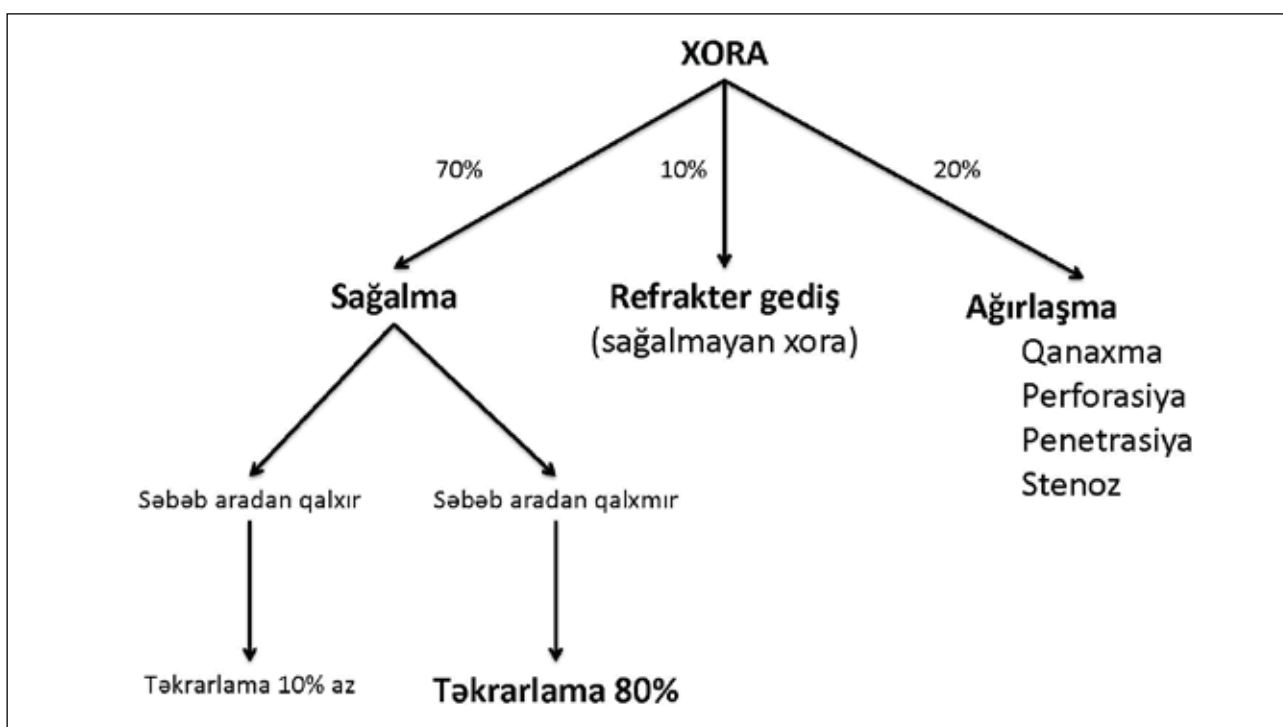 XORA
70%
10%
20%
Sağalma
Refrakter gediş
(sağalmayan xora)
Ağırlaşma
Qanaxma
Perforasiya
Penetrasiya
Stenoz
Səbəb aradan qalxır
Səbəb aradan qalxmır
Təkrarlama 10% az
Təkrarlama 80%